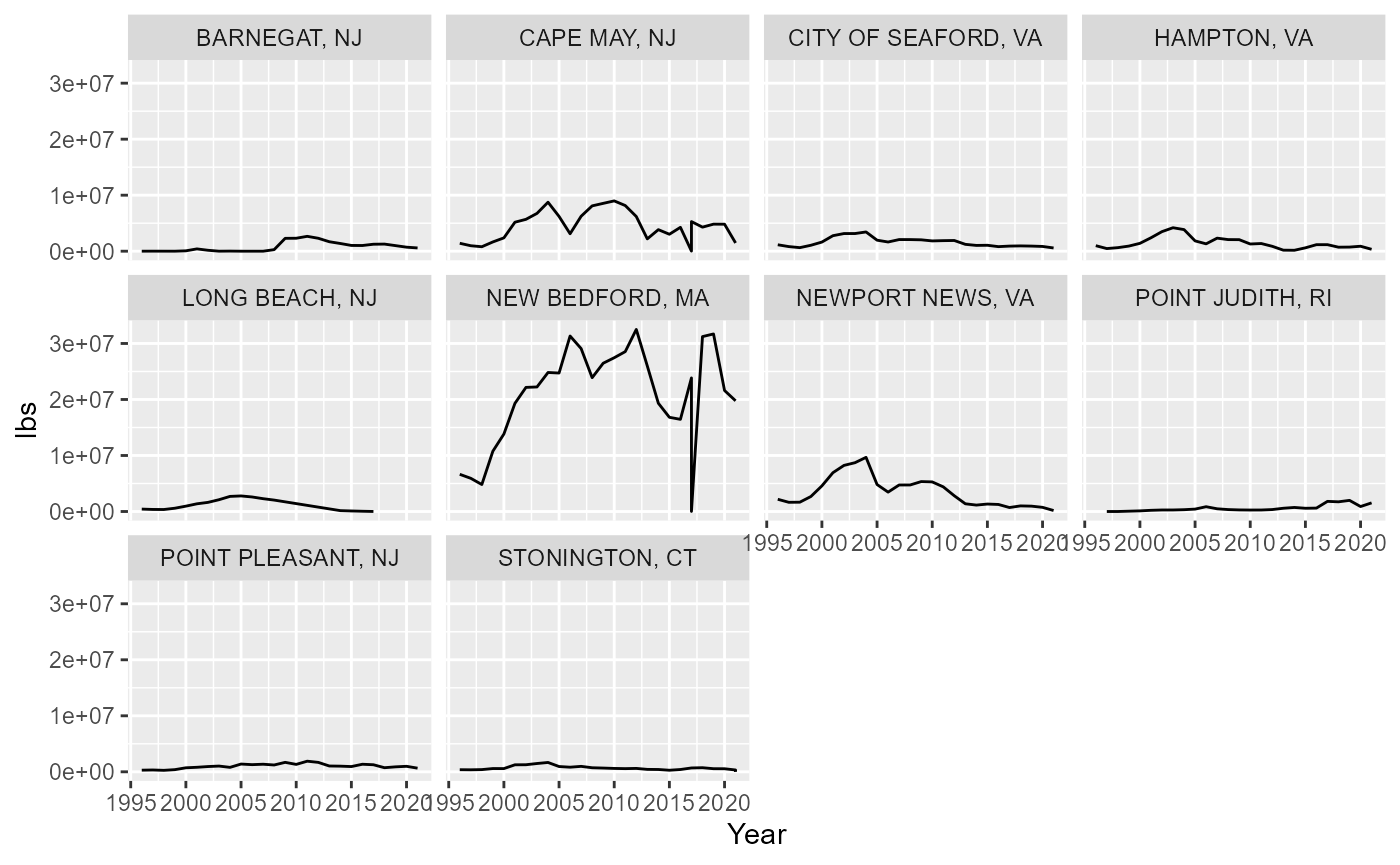 BARNEGAT, NJ CAPE MAY, NJ CITY OF SEAFORD, VA HAMPTON, VA
3e+07
2e+07
1e+07
0e+00
LONG BEACH, NJ NEW BEDFORD, MA NEWPORT NEWS, VA POINT JUDITH, RI
3e+07
2e+07
1e+07
0e+00
lbs
1995 2000 2005 2010 2015 2020 1995 2000 2005 2010 2015 2020
POINT PLEASANT, NJ STONINGTON, CT
3e+07
2e+07
1e+07
0e+00
1995 2000 2005 2010 2015 2020 1995 2000 2005 2010 2015 2020
Year